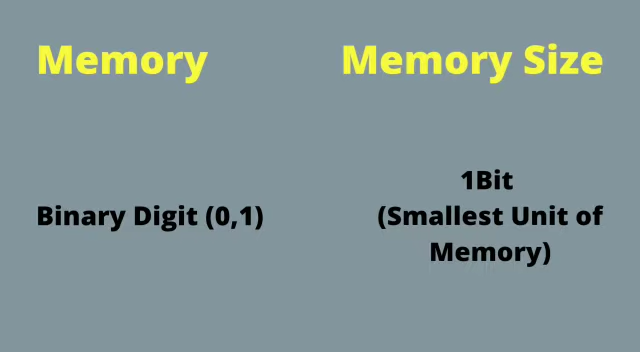 Memory
Memory Size
Binary Digit (0,1)
1Bit
(Smallest Unit of
Memory)